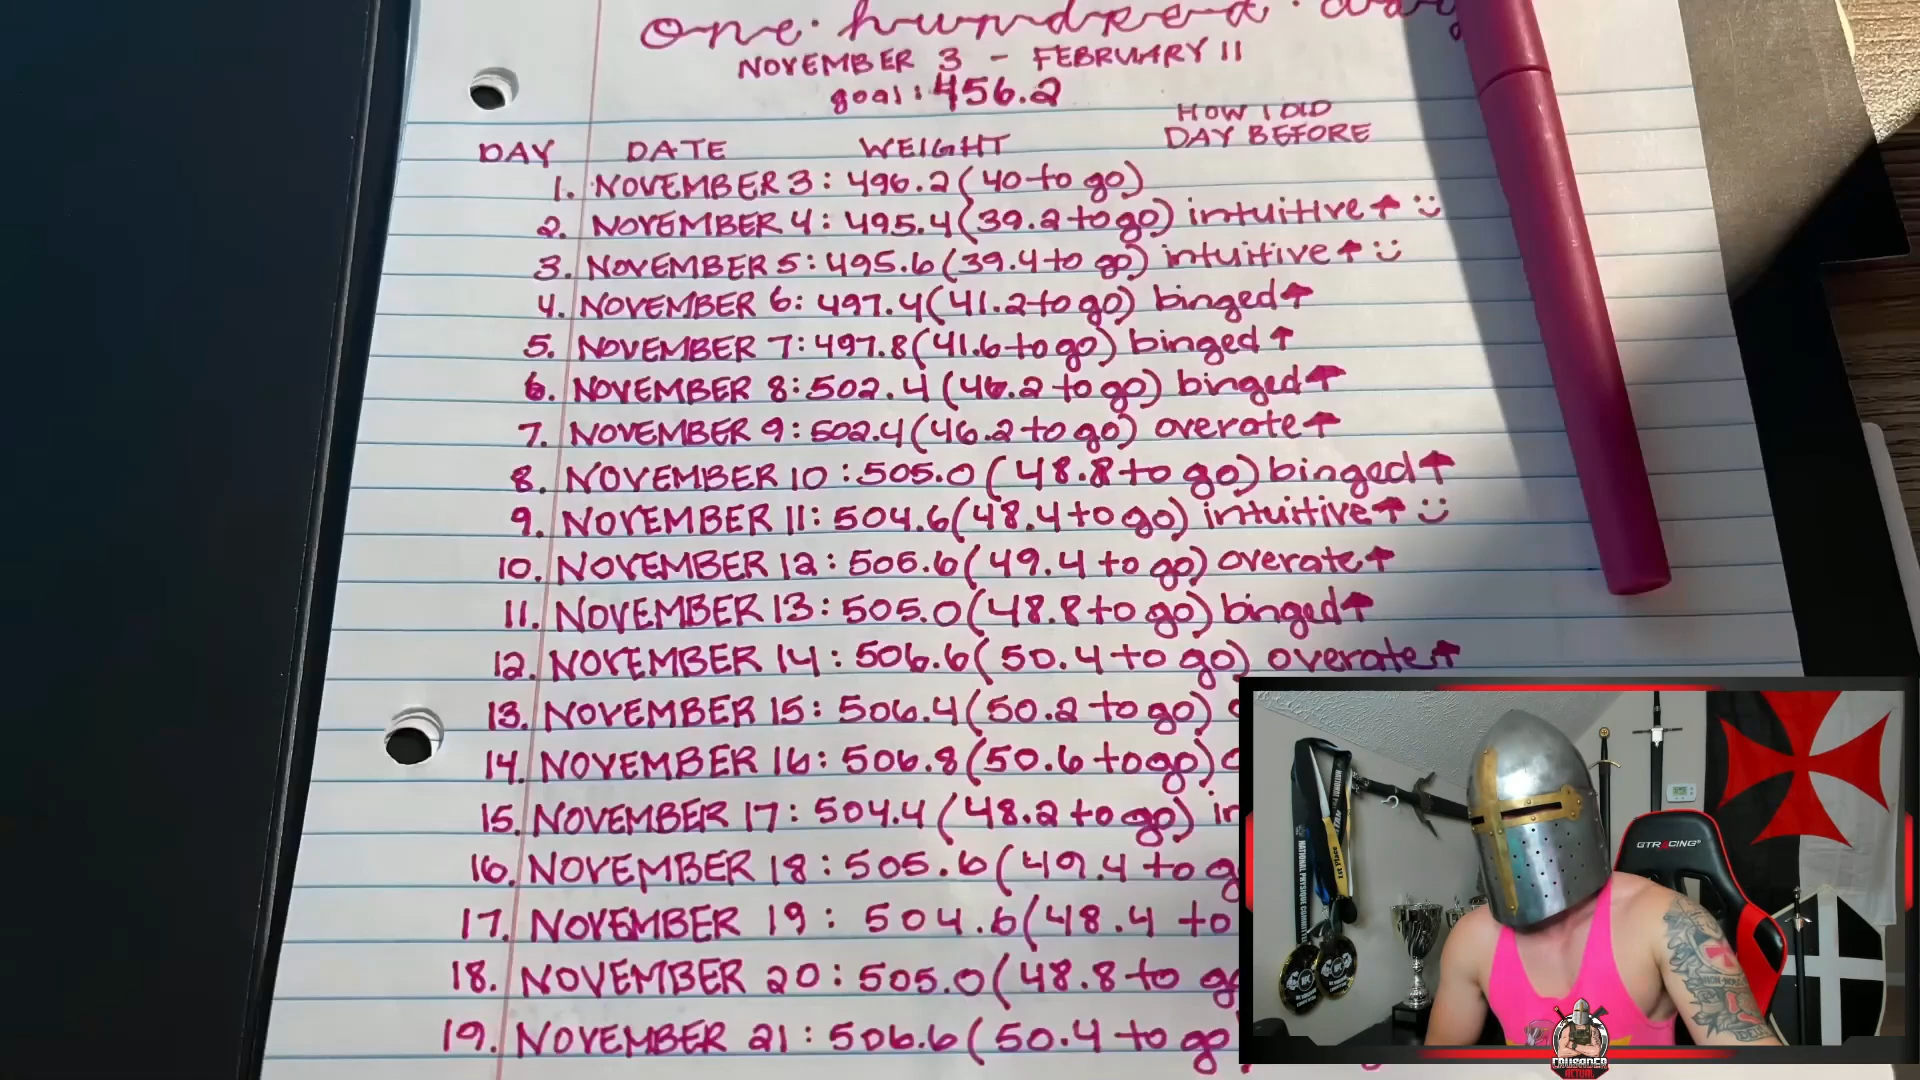 one hundred
NOVEMBER 3 - FEBRUARY 11
goal: 456.2
HOW I DID
DAY DATE WEIGHT DAY BEFORE
1. NOVEMBER 3: 496.2 (40 to go)
2. NOVEMBER 4: 495.4 (39.2 to go) intuitive↑ :)
3. NOVEMBER 5: 495.6 (39.4 to go) intuitive↑ :)
4. NOVEMBER 6: 497.4 (41.2 to go) binged↑
5. NOVEMBER 7: 497.8 (41.6 to go) binged↑
6. NOVEMBER 8: 502.4 (46.2 to go) binged↑
7. NOVEMBER 9: 502.4 (46.2 to go) overate↑
8. NOVEMBER 10: 505.0 (48.8 to go) binged↑
9. NOVEMBER 11: 504.6 (48.4 to go) intuitive↑ :)
10. NOVEMBER 12: 505.6 (49.4 to go) overate↑
11. NOVEMBER 13: 505.0 (48.8 to go) binged↑
12. NOVEMBER 14: 506.6 (50.4 to go) overate↑
13. NOVEMBER 15: 506.4 (50.2 to go)
14. NOVEMBER 16: 506.8 (50.6 to go)
15. NOVEMBER 17: 504.4 (48.2 to go) in
16. NOVEMBER 18: 505.6 (49.4 to g
17. NOVEMBER 19: 504.6 (48.4 to
18. NOVEMBER 20: 505.0 (48.8 to go
19. NOVEMBER 21: 506.6 (50.4 to go
GTRACING
1st Place
CRUSADER
ACTUAL